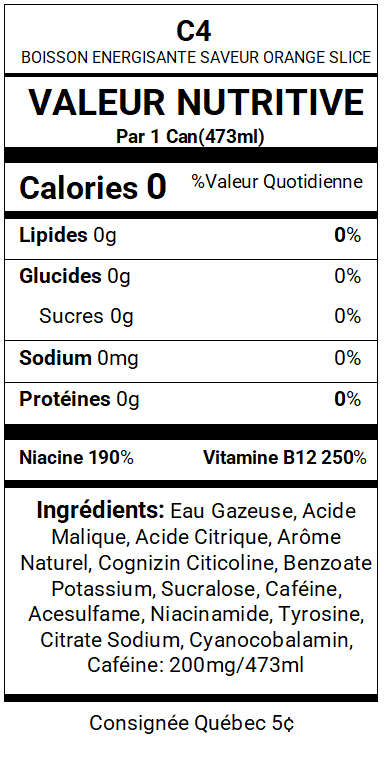 C4
BOISSON ENERGISANTE SAVEUR ORANGE SLICE
VALEUR NUTRITIVE
Par 1 Can(473ml)
Calories 0 %Valeur Quotidienne
Lipides 0g 0%
Glucides 0g 0%
Sucres 0g 0%
Sodium 0mg 0%
Protéines 0g 0%
Niacine 190% Vitamine B12 250%
Ingrédients: Eau Gazeuse, Acide
Malique, Acide Citrique, Arôme
Naturel, Cognizin Citicoline, Benzoate
Potassium, Sucralose, Caféine,
Acesulfame, Niacinamide, Tyrosine,
Citrate Sodium, Cyanocobalamin,
Caféine: 200mg/473ml
Consignée Québec 5¢